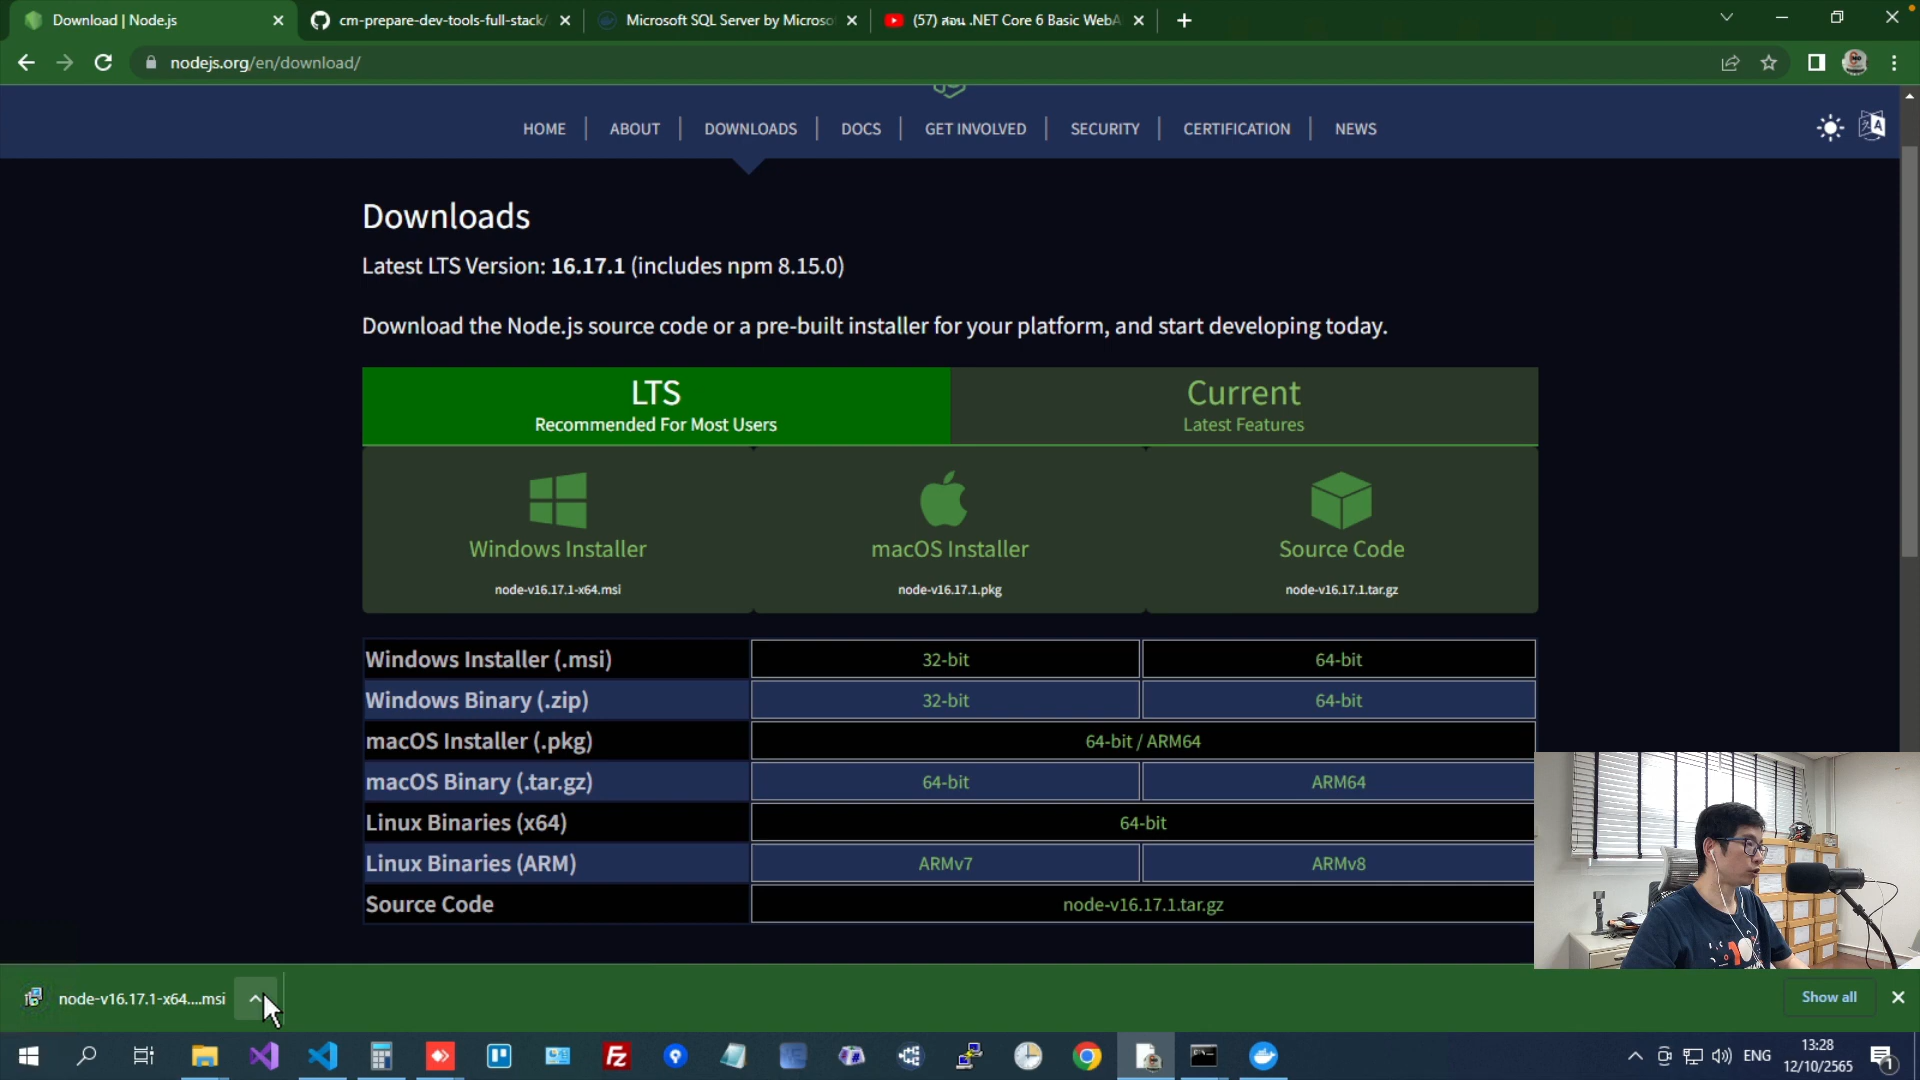 Download | Node.js
cm-prepare-dev-tools-full-stack/
Microsoft SQL Server by Microso
(57) สอน .NET Core 6 Basic WebA
nodejs.org/en/download/
HOME
ABOUT
DOWNLOADS
DOCS
GET INVOLVED
SECURITY
CERTIFICATION
NEWS
Downloads
Latest LTS Version: 16.17.1 (includes npm 8.15.0)
Download the Node.js source code or a pre-built installer for your platform, and start developing today.
LTS
Recommended For Most Users
Current
Latest Features
Windows Installer
node-v16.17.1-x64.msi
macOS Installer
node-v16.17.1.pkg
Source Code
node-v16.17.1.tar.gz
Windows Installer (.msi) 32-bit 64-bit
Windows Binary (.zip) 32-bit 64-bit
macOS Installer (.pkg) 64-bit / ARM64
macOS Binary (.tar.gz) 64-bit ARM64
Linux Binaries (x64) 64-bit
Linux Binaries (ARM) ARMv7 ARMv8
Source Code node-v16.17.1.tar.gz
node-v16.17.1-x64....msi
Show all
ENG
13:28
12/10/2565
1